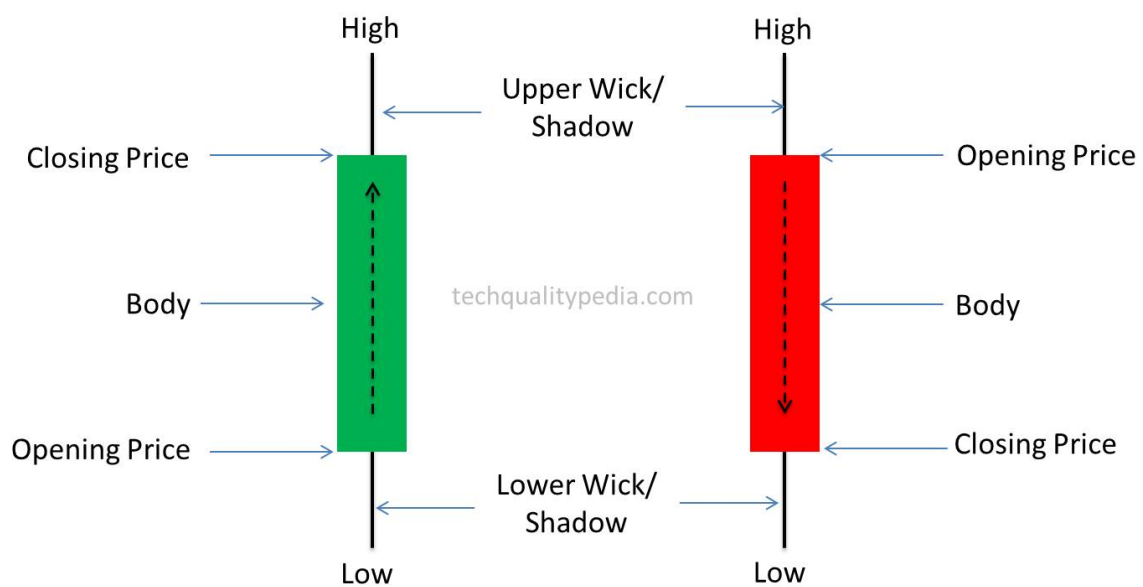 High
High
Upper Wick/
Shadow
Closing Price
Opening Price
Body
techqualitypedia.com
Body
Opening Price
Closing Price
Lower Wick/
Shadow
Low
Low